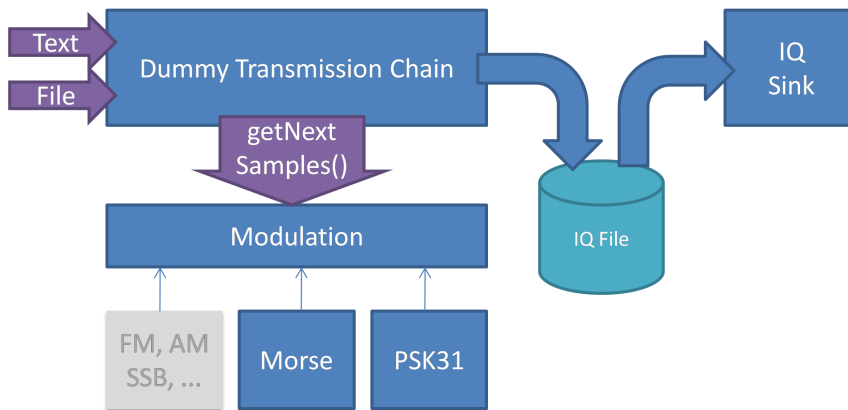 Text
File
Dummy Transmission Chain
IQ
Sink
getNext
Samples()
Modulation
IQ File
FM, AM
SSB, ...
Morse
PSK31